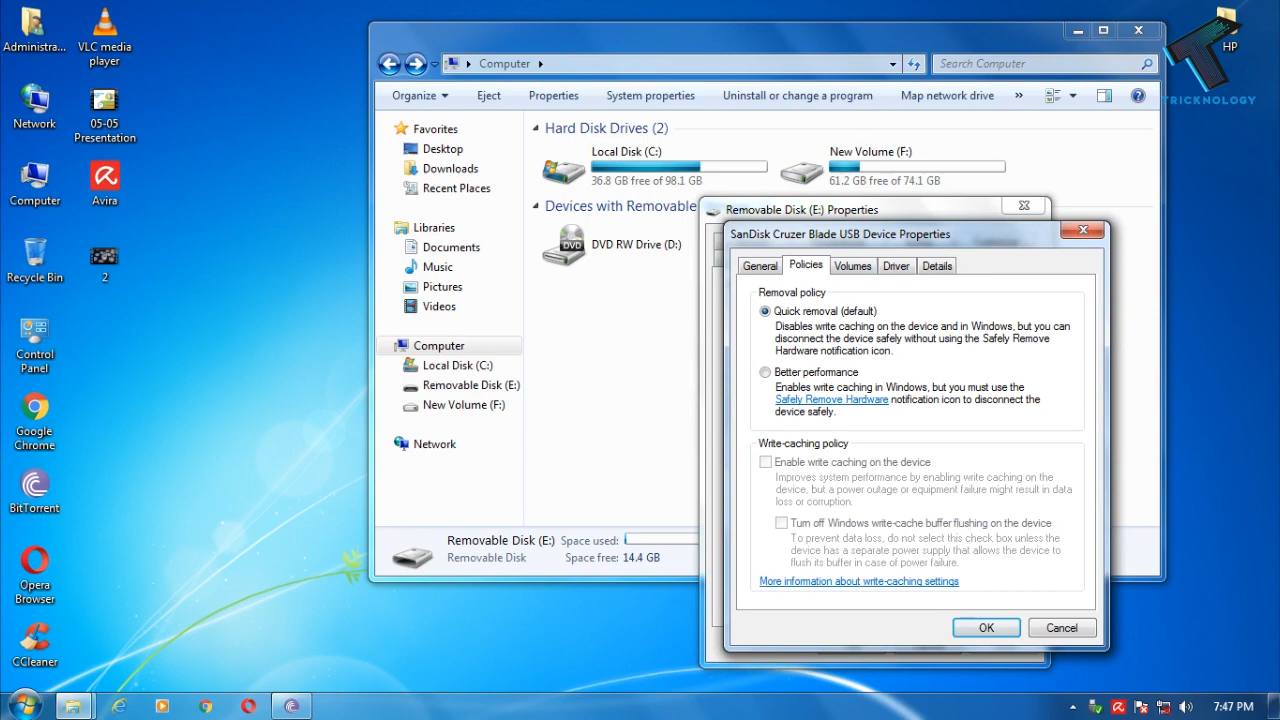 Administra...
VLC media
player
Network
05-05
Presentation
Computer
Avira
Recycle Bin
2
Control
Panel
Google
Chrome
BitTorrent
Opera
Browser
CCleaner
HP
TRICKNOLOGY
Computer
Search Computer
Organize
Eject
Properties
System properties
Uninstall or change a program
Map network drive
»
Favorites
Desktop
Downloads
Recent Places
Libraries
Documents
Music
Pictures
Videos
Computer
Local Disk (C:)
Removable Disk (E:)
New Volume (F:)
Network
Hard Disk Drives (2)
Local Disk (C:)
36.8 GB free of 98.1 GB
New Volume (F:)
61.2 GB free of 74.1 GB
Devices with Removable
DVD
DVD RW Drive (D:)
Removable Disk (E:) Space used:
Removable Disk Space free: 14.4 GB
Removable Disk (E:) Properties
SanDisk Cruzer Blade USB Device Properties
General Policies Volumes Driver Details
Removal policy
Quick removal (default)
Disables write caching on the device and in Windows, but you can
disconnect the device safely without using the Safely Remove
Hardware notification icon.
Better performance
Enables write caching in Windows, but you must use the
Safely Remove Hardware notification icon to disconnect the
device safely.
Write-caching policy
Enable write caching on the device
Improves system performance by enabling write caching on the
device, but a power outage or equipment failure might result in data
loss or corruption.
Turn off Windows write-cache buffer flushing on the device
To prevent data loss, do not select this check box unless the
device has a separate power supply that allows the device to
flush its buffer in case of power failure.
More information about write-caching settings
OK Cancel
7:47 PM